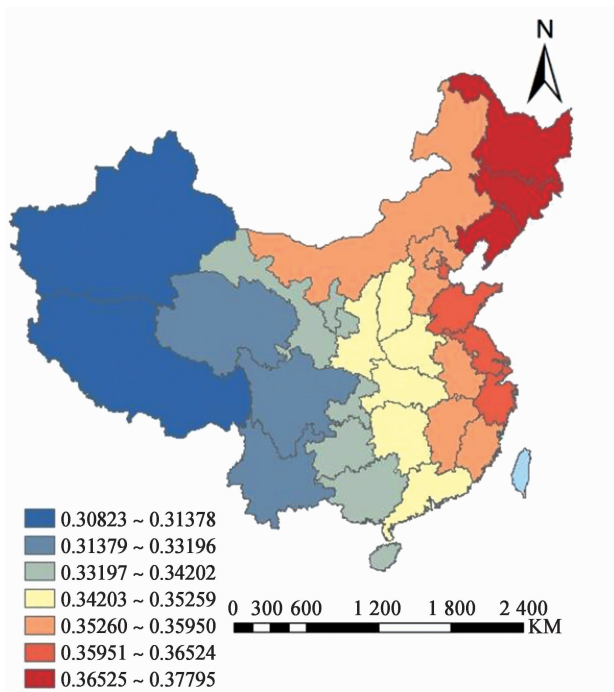 N
0.30823 ~ 0.31378
0.31379 ~ 0.33196
0.33197 ~ 0.34202
0.34203 ~ 0.35259
0.35260 ~ 0.35950
0.35951 ~ 0.36524
0.36525 ~ 0.37795
0 300 600 1 200 1 800 2 400
KM